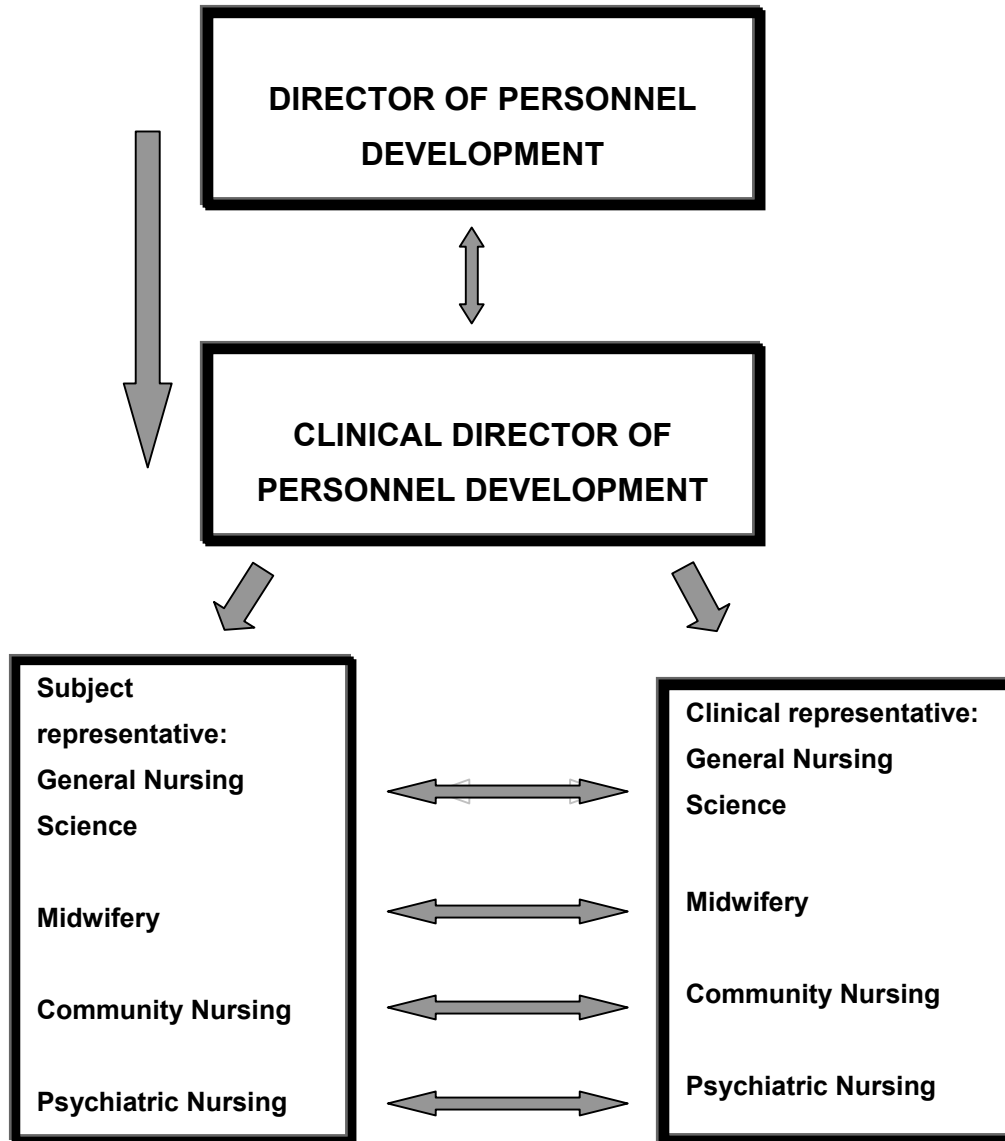 DIRECTOR OF PERSONNEL
DEVELOPMENT
CLINICAL DIRECTOR OF
PERSONNEL DEVELOPMENT
Subject
representative:
General Nursing
Science
Midwifery
Community Nursing
Psychiatric Nursing
Clinical representative:
General Nursing
Science
Midwifery
Community Nursing
Psychiatric Nursing